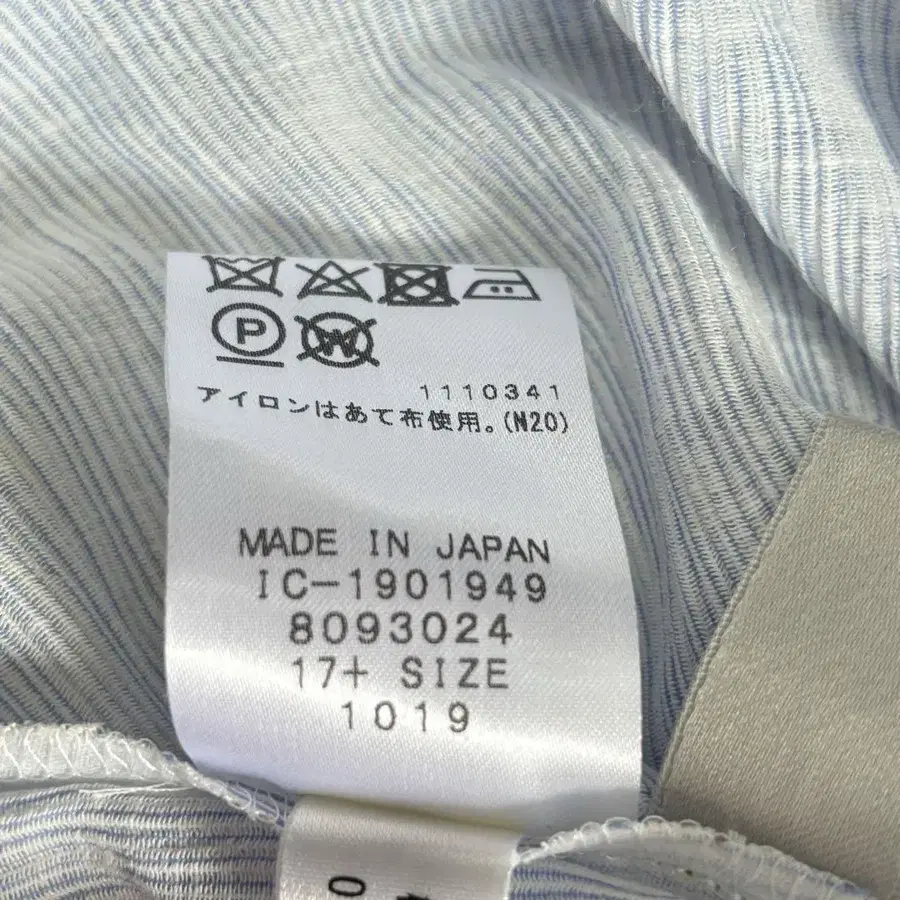 P W
1110341
アイロンはあて布使用。(N20)
MADE IN JAPAN
IC-1901949
8093024
17+ SIZE
1019
0